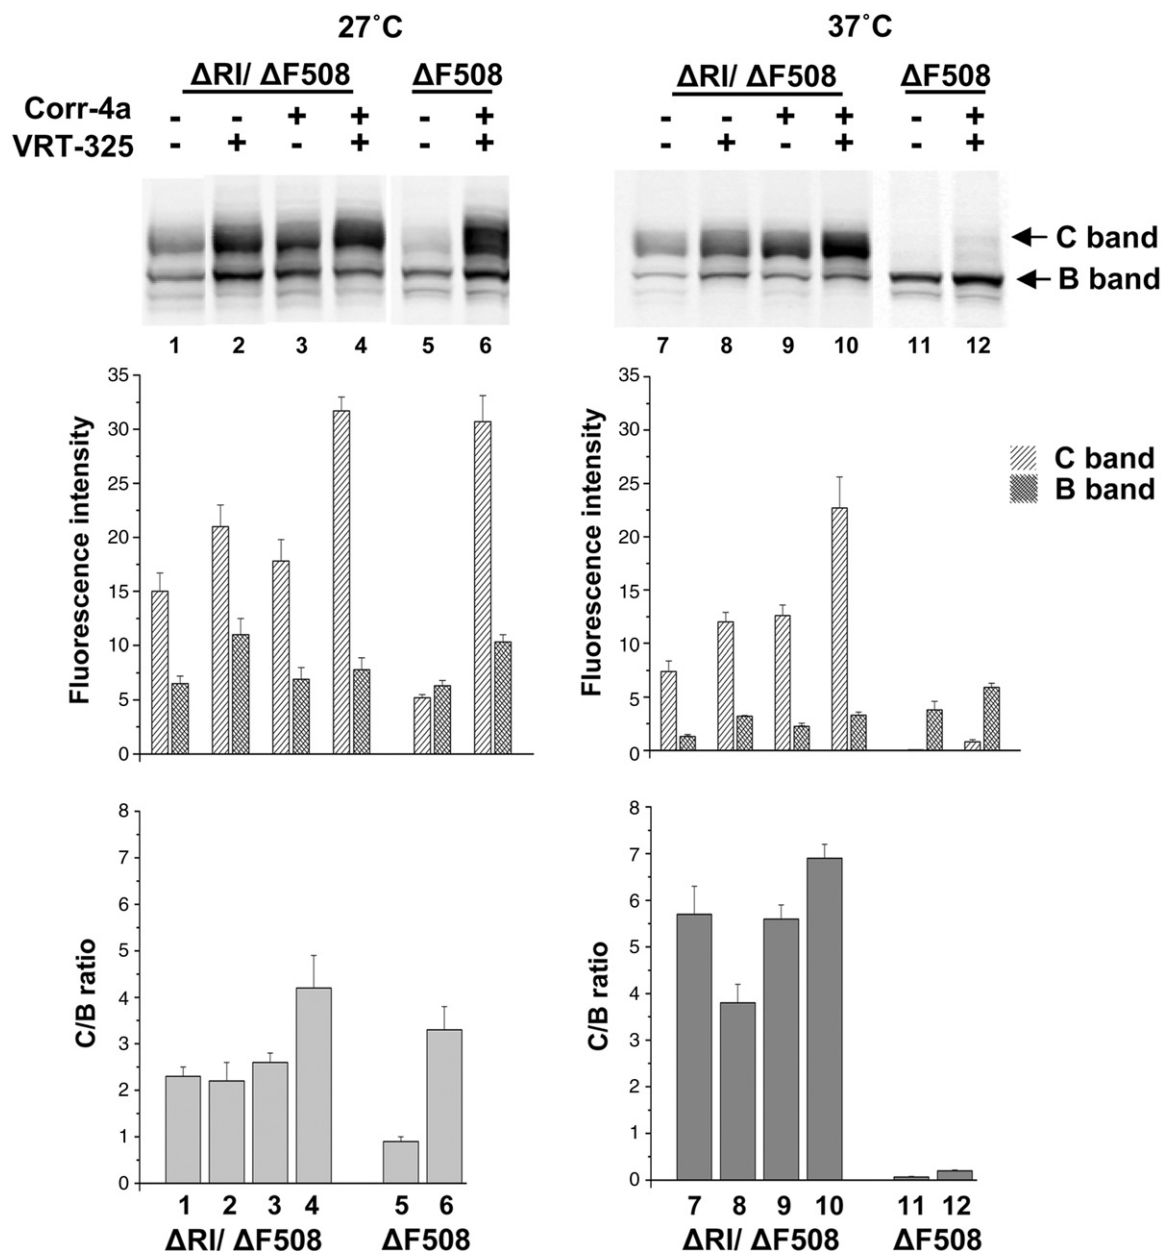 27˚C 37˚C
ΔRI/ ΔF508 ΔF508 ΔRI/ ΔF508 ΔF508
Corr-4a - - + + - + - - + + - +
VRT-325 - + - + - + - + - + - +
C band
B band
1 2 3 4 5 6 7 8 9 10 11 12
Fluorescence intensity
35
30
25
20
15
10
5
0
Fluorescence intensity
35
30
25
20
15
10
5
0
C band
B band
C/B ratio
8
7
6
5
4
3
2
1
0
1 2 3 4 5 6
ΔRI/ ΔF508 ΔF508
C/B ratio
8
7
6
5
4
3
2
1
0
7 8 9 10 11 12
ΔRI/ ΔF508 ΔF508